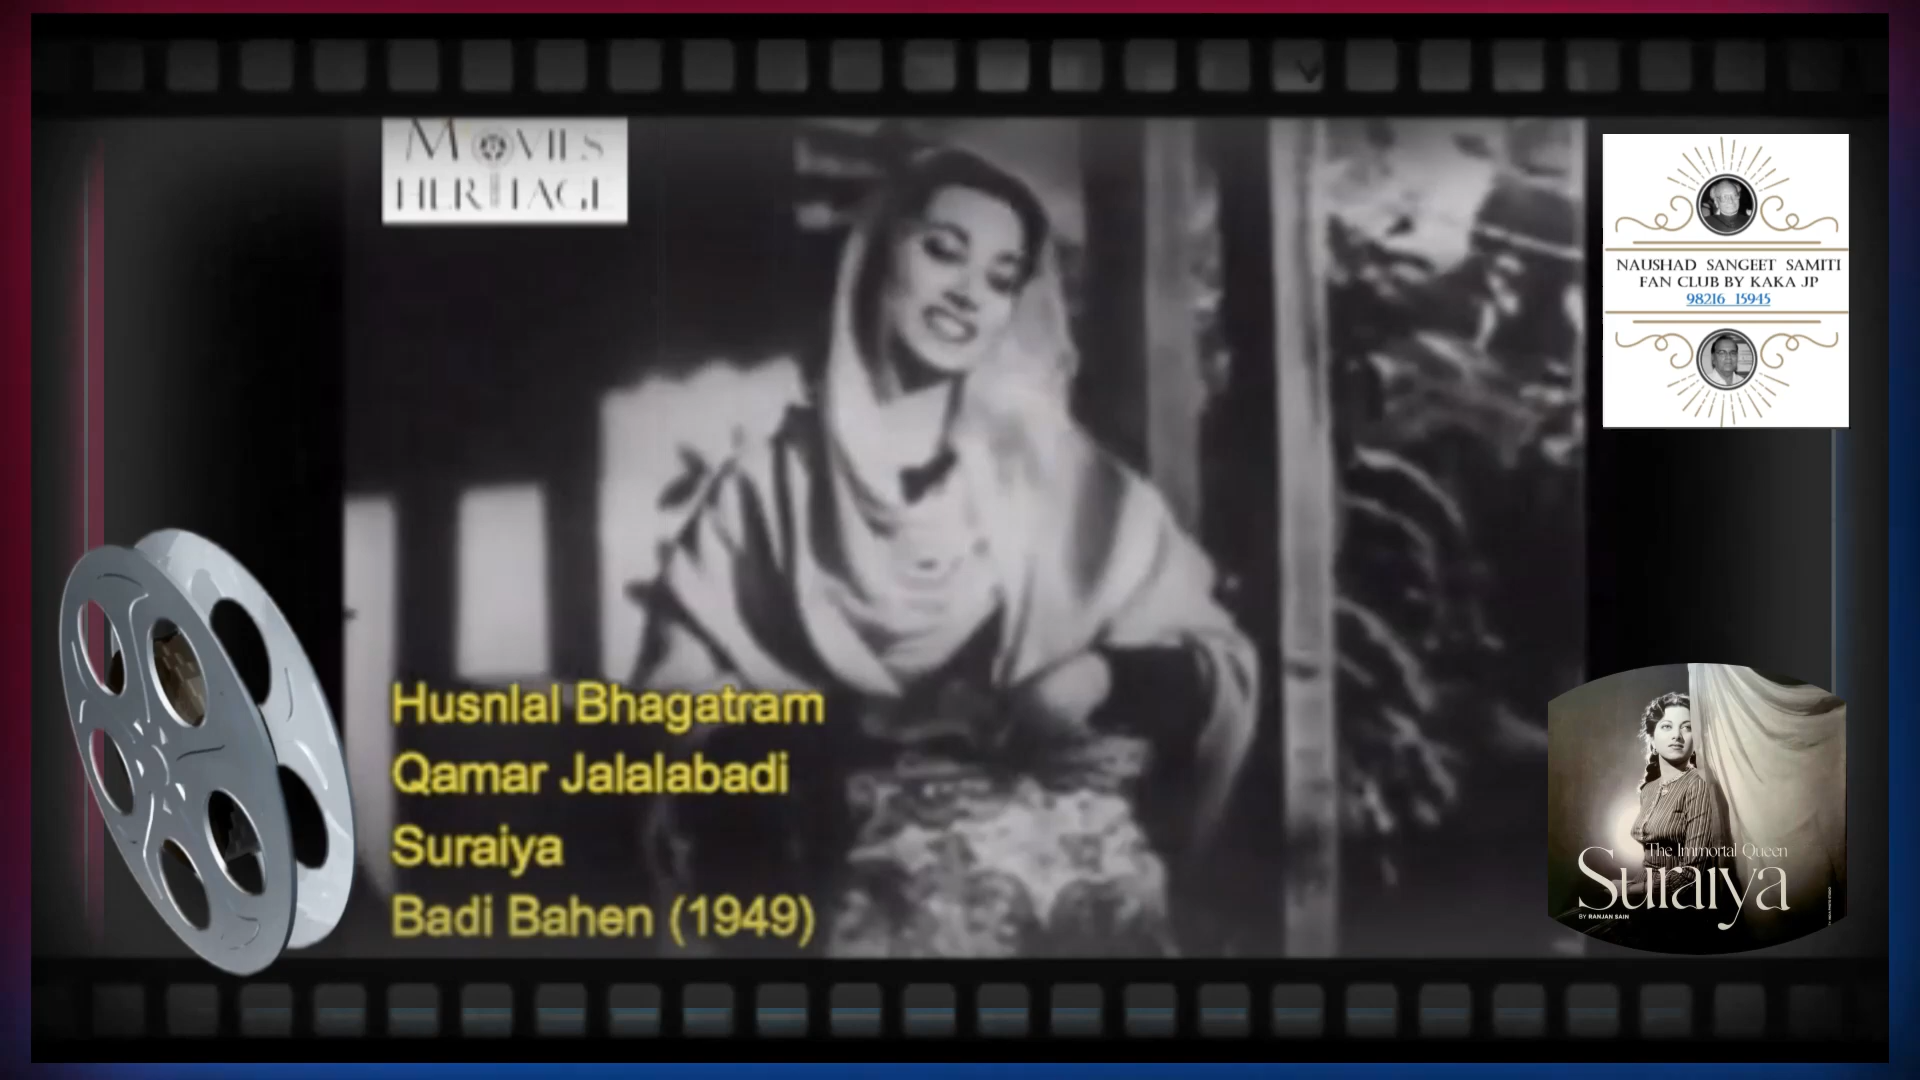 MOVIES
HERITAGE
NAUSHAD SANGEET SAMITI
FAN CLUB BY KAKA JP
98216 15945
Husnlal Bhagatram
Qamar Jalalabadi
Suraiya
Badi Bahen (1949)
The Immortal Queen
Suraiya
BY RANJAN SAIN